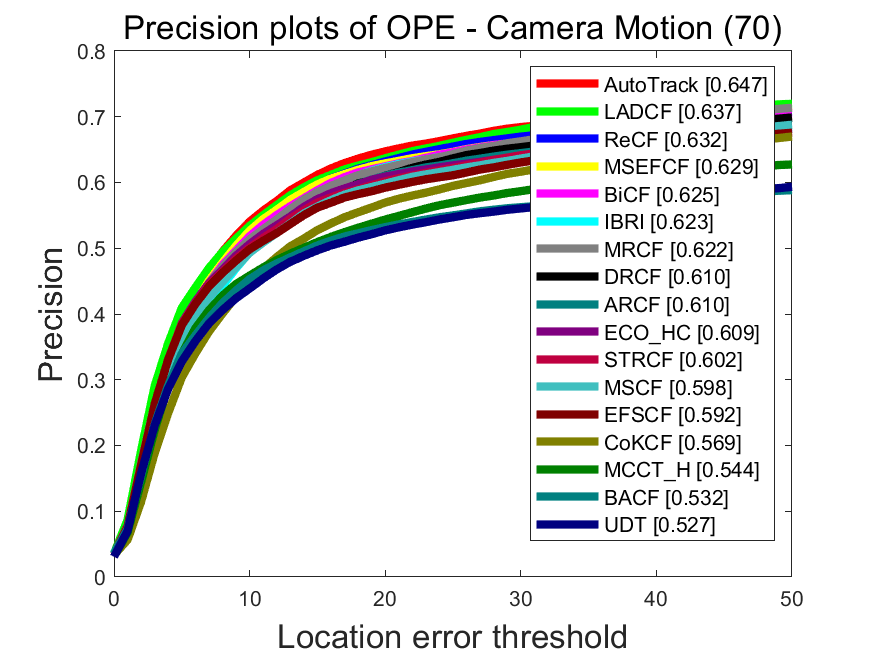 Precision plots of OPE - Camera Motion (70)
0.8
0.7
0.6
0.5
0.4
0.3
0.2
0.1
0
Precision
AutoTrack [0.647]
LADCF [0.637]
ReCF [0.632]
MSEFCF [0.629]
BiCF [0.625]
IBRI [0.623]
MRCF [0.622]
DRCF [0.610]
ARCF [0.610]
ECO_HC [0.609]
STRCF [0.602]
MSCF [0.598]
EFSCF [0.592]
CoKCF [0.569]
MCCT_H [0.544]
BACF [0.532]
UDT [0.527]
0 10 20 30 40 50
Location error threshold